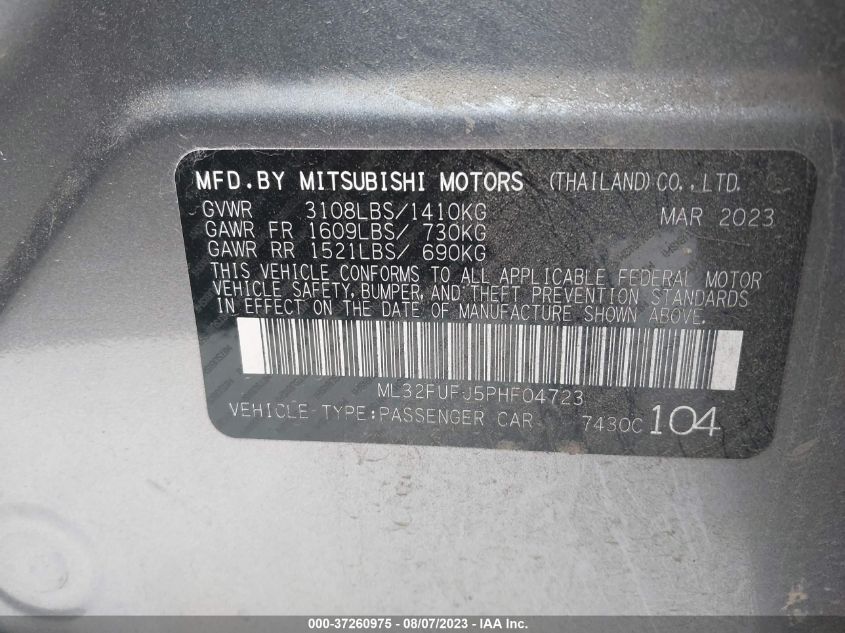 MFD.BY MITSUBISHI MOTORS (THAILAND) CO.,LTD.
GVWR 3108LBS/1410KG MAR 2023
GAWR FR 1609LBS/ 730KG
GAWR RR 1521LBS/ 690KG
THIS VEHICLE CONFORMS TO ALL APPLICABLE FEDERAL MOTOR
VEHICLE SAFETY, BUMPER, AND THEFT PREVENTION STANDARDS
IN EFFECT ON THE DATE OF MANUFACTURE SHOWN ABOVE.
ML32FUFJ5PHF04723
VEHICLE TYPE:PASSENGER CAR 7430C 104
000-37260975 - 08/07/2023 - IAA Inc.